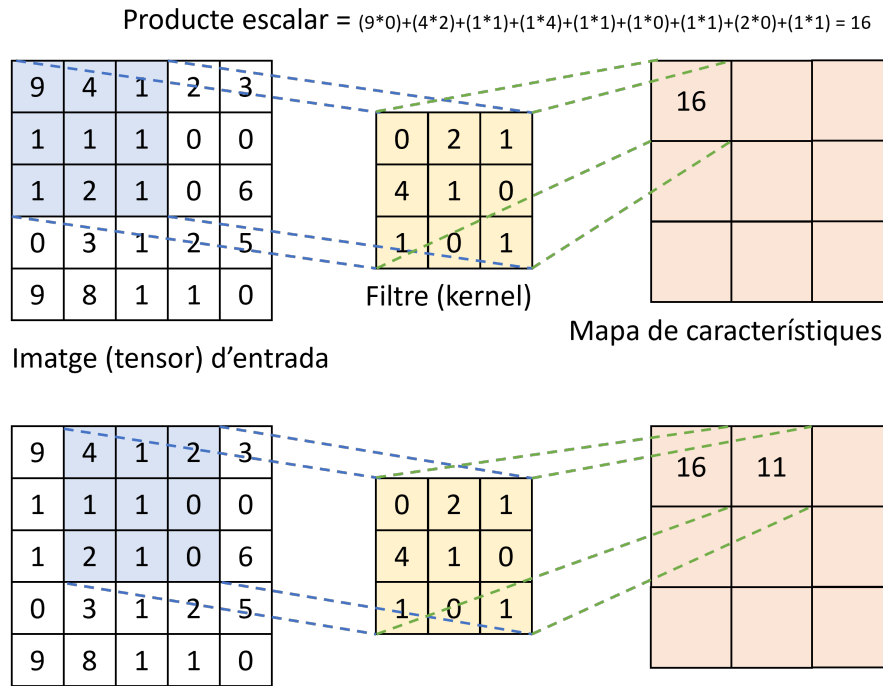 Producte escalar = (9*0)+(4*2)+(1*1)+(1*4)+(1*1)+(1*0)+(1*1)+(2*0)+(1*1) = 16
9 4 1 2 3
1 1 1 0 0
1 2 1 0 6
0 3 1 2 5
9 8 1 1 0
0 2 1
4 1 0
1 0 1
16
Filtre (kernel)
Mapa de característiques
Imatge (tensor) d’entrada
9 4 1 2 3
1 1 1 0 0
1 2 1 0 6
0 3 1 2 5
9 8 1 1 0
0 2 1
4 1 0
1 0 1
16 11